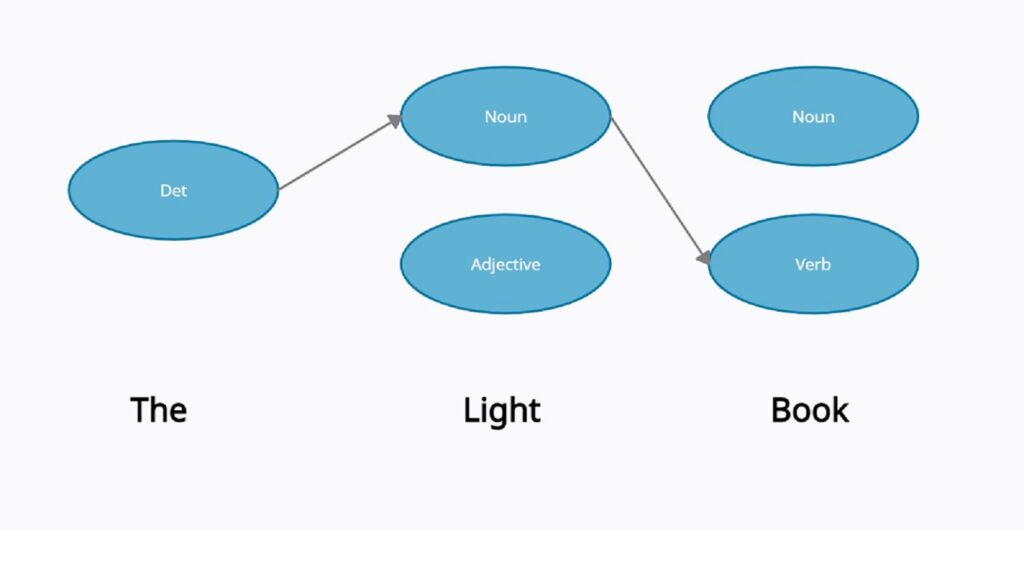 Noun
Noun
Det
Adjective
Verb
The
Light
Book